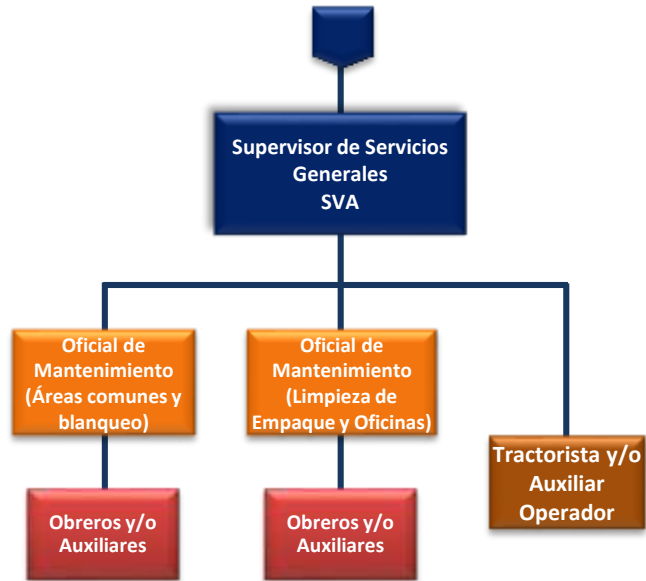 Supervisor de Servicios
Generales
SVA
Oficial de
Mantenimiento
(Áreas comunes y
blanqueo)
Oficial de
Mantenimiento
(Limpieza de
Empaque y Oficinas)
Tractorista y/o
Auxiliar
Operador
Obreros y/o
Auxiliares
Obreros y/o
Auxiliares